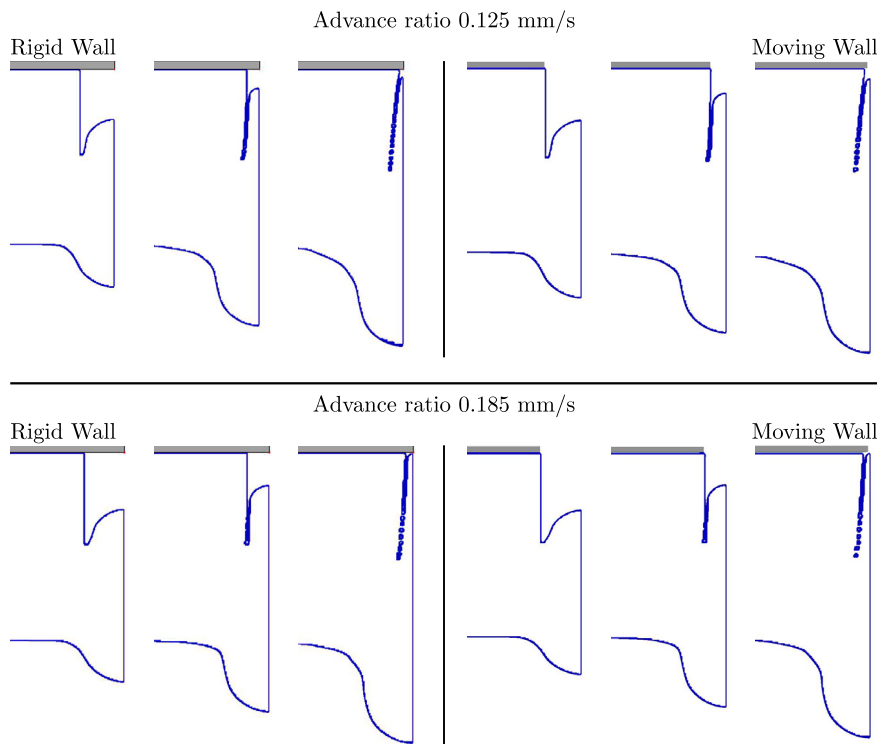 Advance ratio 0.125 mm/s
Rigid Wall
Moving Wall
Advance ratio 0.185 mm/s
Rigid Wall
Moving Wall